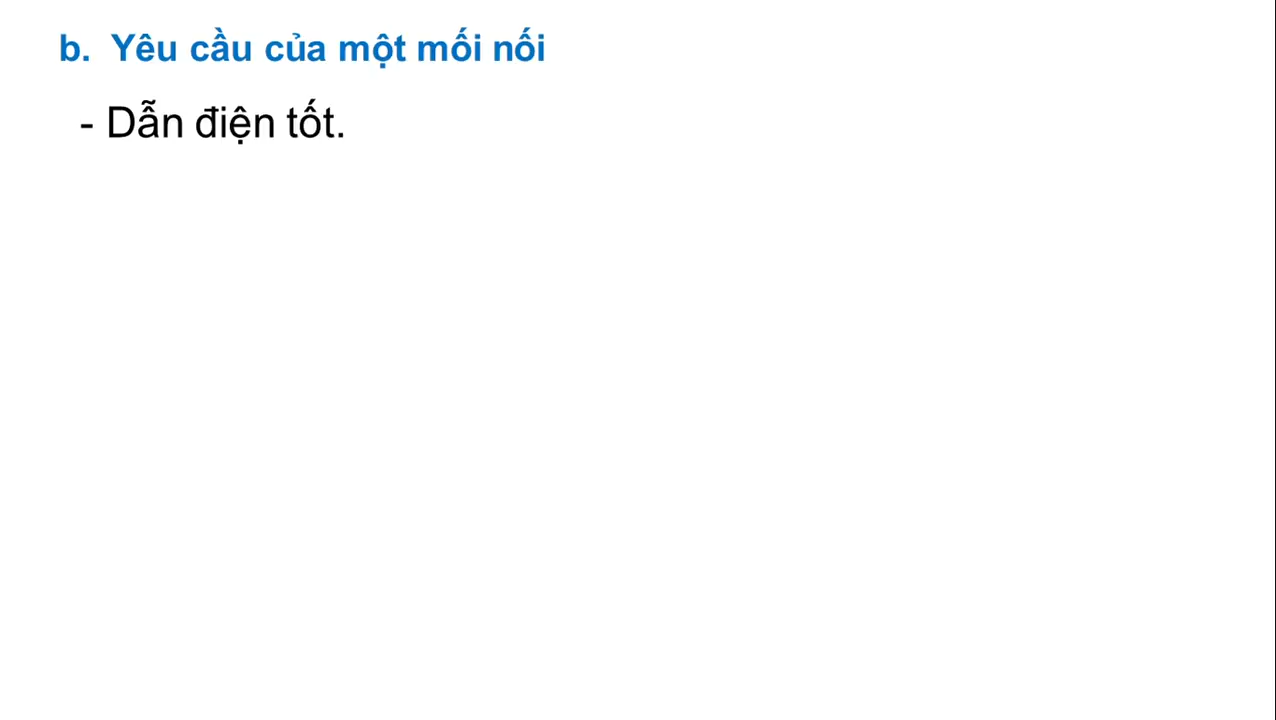 b. Yêu cầu của một mối nối
- Dẫn điện tốt.